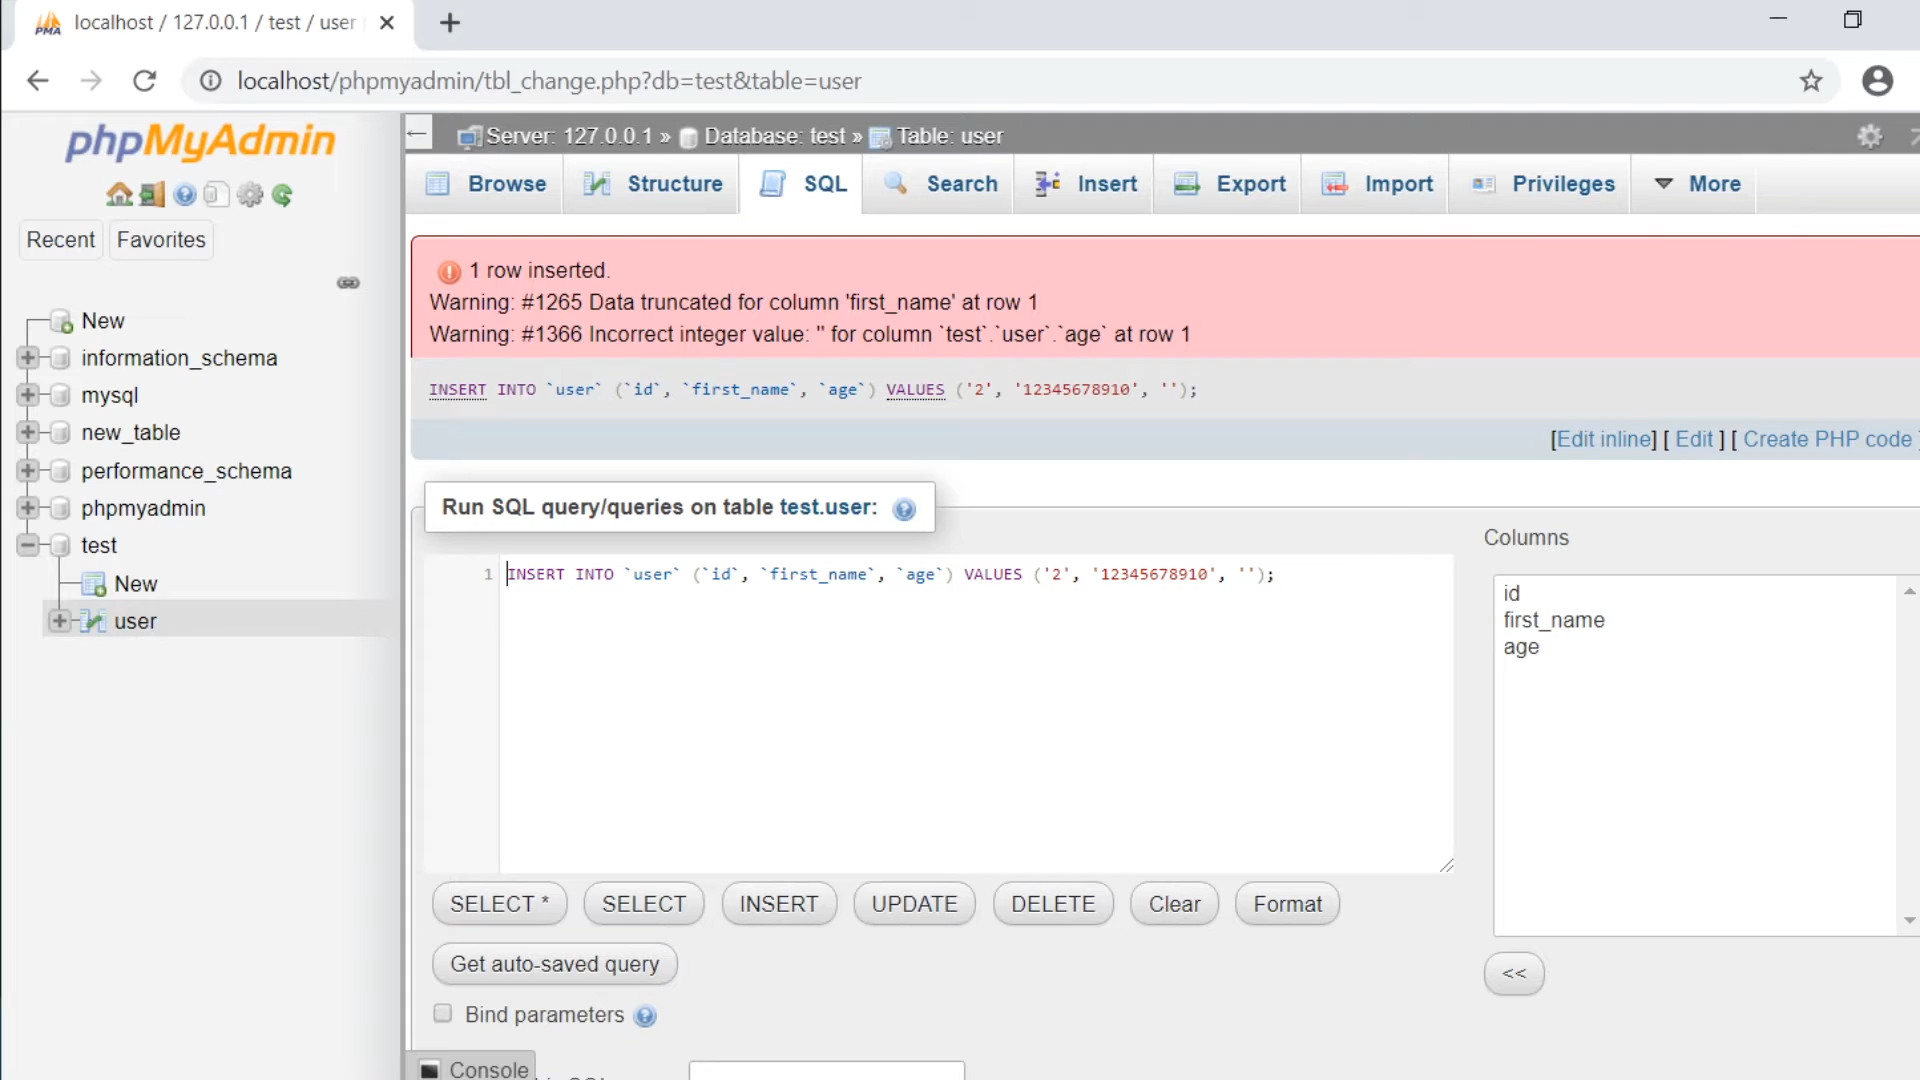 PMA localhost / 127.0.0.1 / test / user
localhost/phpmyadmin/tbl_change.php?db=test&table=user
phpMyAdmin
Recent Favorites
New
information_schema
mysql
new_table
performance_schema
phpmyadmin
test
New
user
Server: 127.0.0.1 » Database: test » Table: user
Browse Structure SQL Search Insert Export Import Privileges More
1 row inserted.
Warning: #1265 Data truncated for column 'first_name' at row 1
Warning: #1366 Incorrect integer value: '' for column `test`.`user`.`age` at row 1
INSERT INTO `user` (`id`, `first_name`, `age`) VALUES ('2', '12345678910', '');
[Edit inline] [ Edit ] [ Create PHP code ]
Run SQL query/queries on table test.user:
1 INSERT INTO `user` (`id`, `first_name`, `age`) VALUES ('2', '12345678910', '');
Columns
id
first_name
age
SELECT * SELECT INSERT UPDATE DELETE Clear Format
Get auto-saved query
<<
Bind parameters
Console